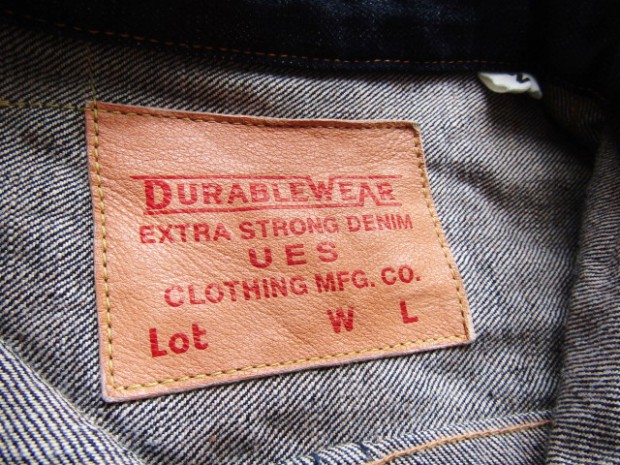 DURABLEWEAR
EXTRA STRONG DENIM
UES
CLOTHING MFG. CO.
Lot W L